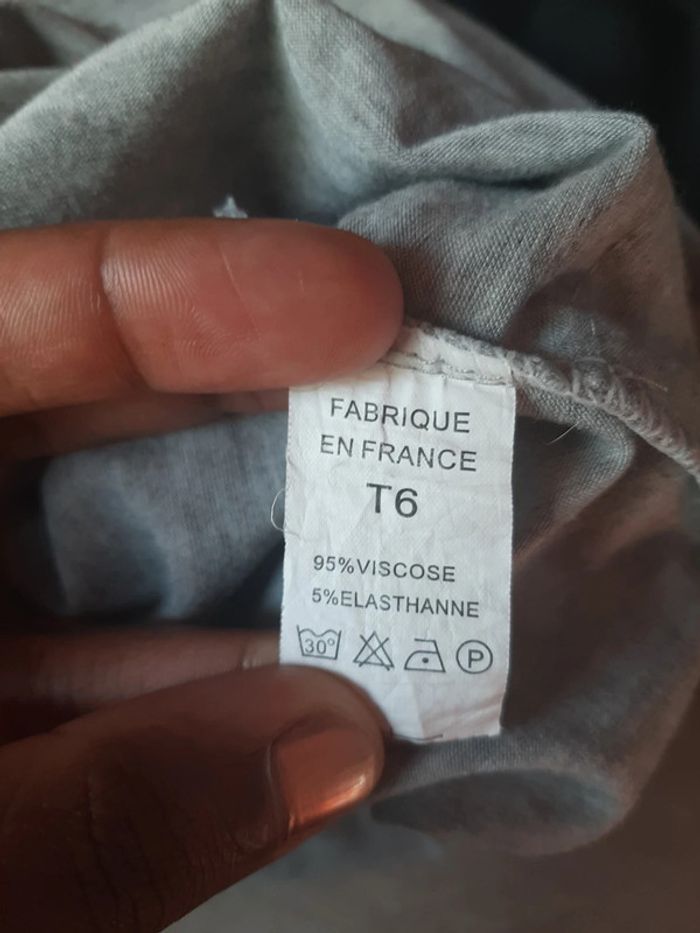 FABRIQUE
EN FRANCE
T6
95%VISCOSE
5%ELASTHANNE
30° P